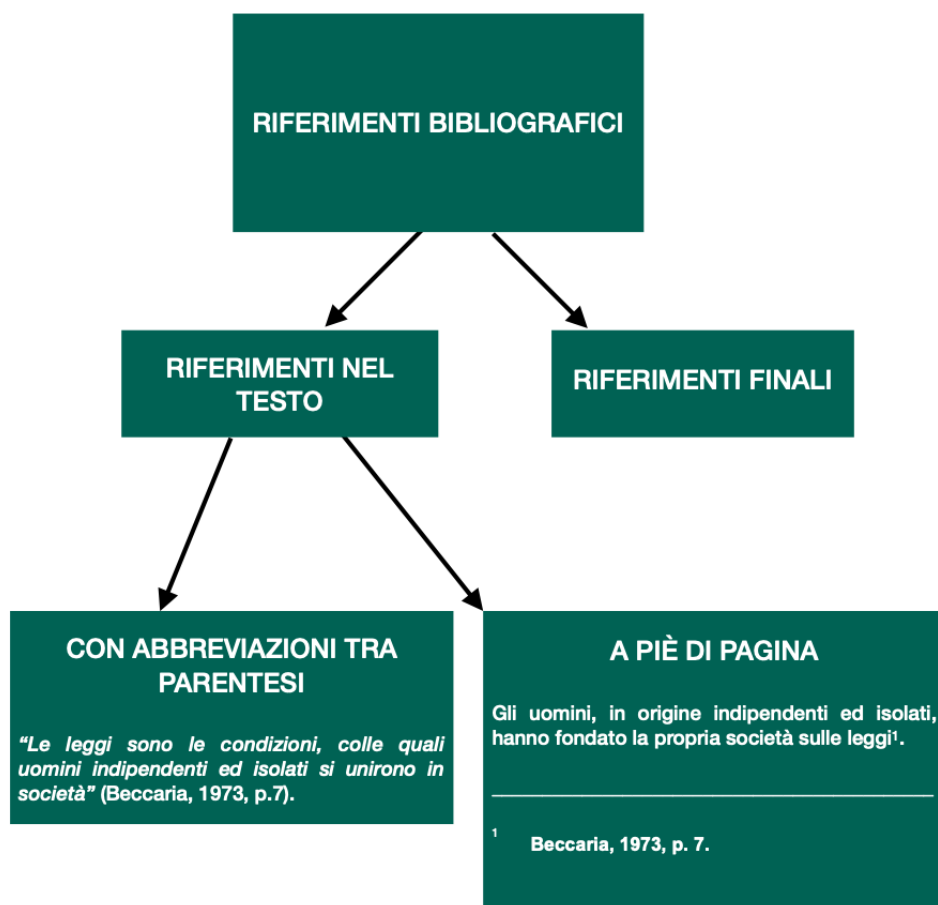 RIFERIMENTI BIBLIOGRAFICI
RIFERIMENTI NEL
TESTO
RIFERIMENTI FINALI
CON ABBREVIAZIONI TRA
PARENTESI
“Le leggi sono le condizioni, colle quali
uomini indipendenti ed isolati si unirono in
società” (Beccaria, 1973, p.7).
A PIÈ DI PAGINA
Gli uomini, in origine indipendenti ed isolati,
hanno fondato la propria società sulle leggi¹.
¹ Beccaria, 1973, p. 7.